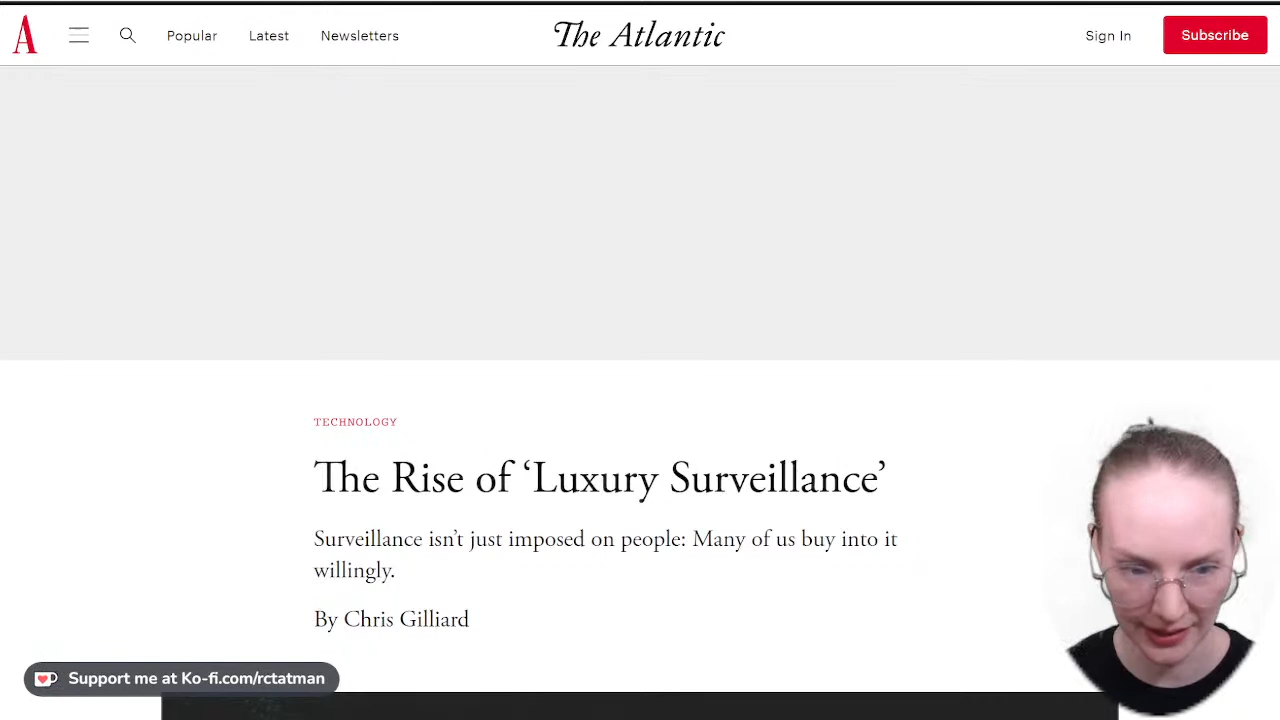 A Popular Latest Newsletters The Atlantic Sign In Subscribe
TECHNOLOGY
The Rise of ‘Luxury Surveillance’
Surveillance isn’t just imposed on people: Many of us buy into it
willingly.
By Chris Gilliard
Support me at Ko-fi.com/rctatman